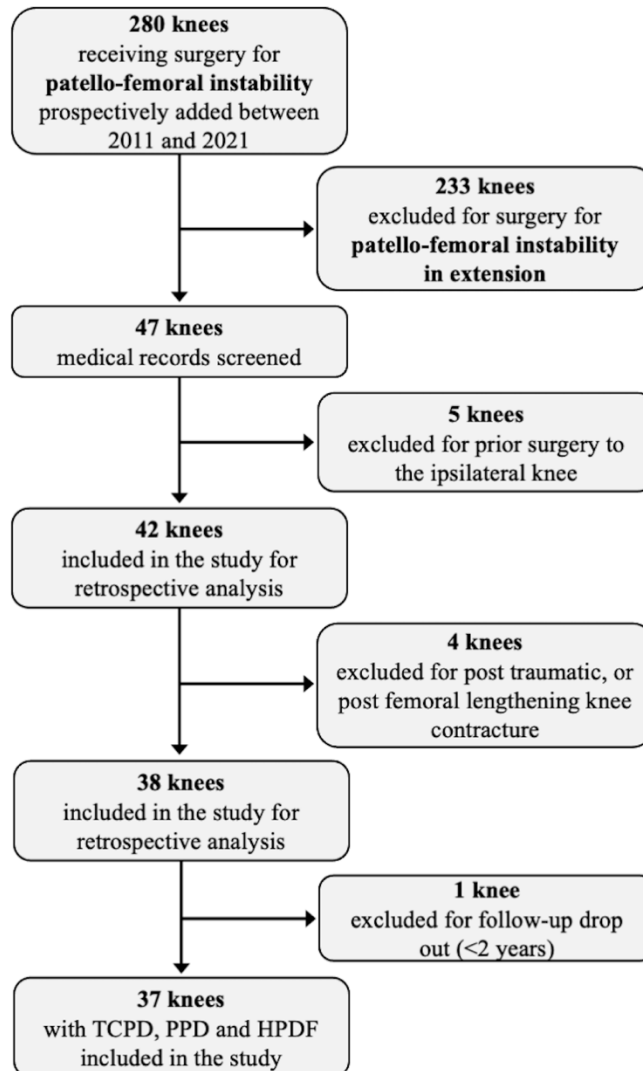 280 knees
receiving surgery for
patello-femoral instability
prospectively added between
2011 and 2021
233 knees
excluded for surgery for
patello-femoral instability
in extension
47 knees
medical records screened
5 knees
excluded for prior surgery to
the ipsilateral knee
42 knees
included in the study for
retrospective analysis
4 knees
excluded for post traumatic, or
post femoral lengthening knee
contracture
38 knees
included in the study for
retrospective analysis
1 knee
excluded for follow-up drop
out (<2 years)
37 knees
with TCPD, PPD and HPDF
included in the study